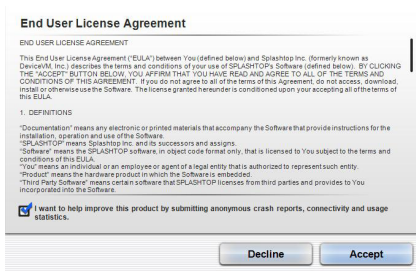 End User License Agreement
END USER LICENSE AGREEMENT
This End User License Agreement ("EULA") between You (defined below) and Splashtop Inc. (formerly known as
DeviceVM, Inc.) describes the terms and conditions of your use of SPLASHTOP's Software (defined below).  BY CLICKING
THE "ACCEPT" BUTTON BELOW, YOU AFFIRM THAT YOU HAVE READ AND AGREE TO ALL OF THE TERMS AND
CONDITIONS OF THIS AGREEMENT. If you do not agree to all of the terms of this Agreement, do not access, download,
install or otherwise use the Software. The license granted hereunder is conditioned upon your accepting all of the terms of
this EULA.
1.  DEFINITIONS
"Documentation" means any electronic or printed materials that accompany the Software that provide instructions for the
installation, operation and use of the Software.
"SPLASHTOP" means Splashtop Inc. and its successors and assigns.
"Software" means the SPLASHTOP software, in object code format only, that is licensed to You subject to the terms and
conditions of this EULA.
"You" means an individual or an employee or agent of a legal entity that is authorized to represent such entity.
"Product" means the hardware product in which the Software is embedded.
"Third Party Software" means certain software that SPLASHTOP licenses from third parties and provides to You
incorporated into the Software.
I want to help improve this product by submitting anonymous crash reports, connectivity and usage
statistics.
Decline
Accept